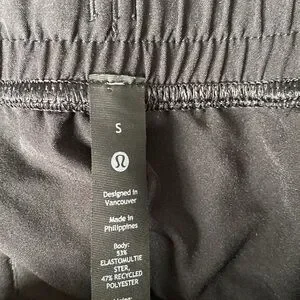 S
Designed in
Vancouver
Made in
Philippines
Body:
53%
ELASTOMULTIE
STER,
47% RECYCLED
POLYESTER